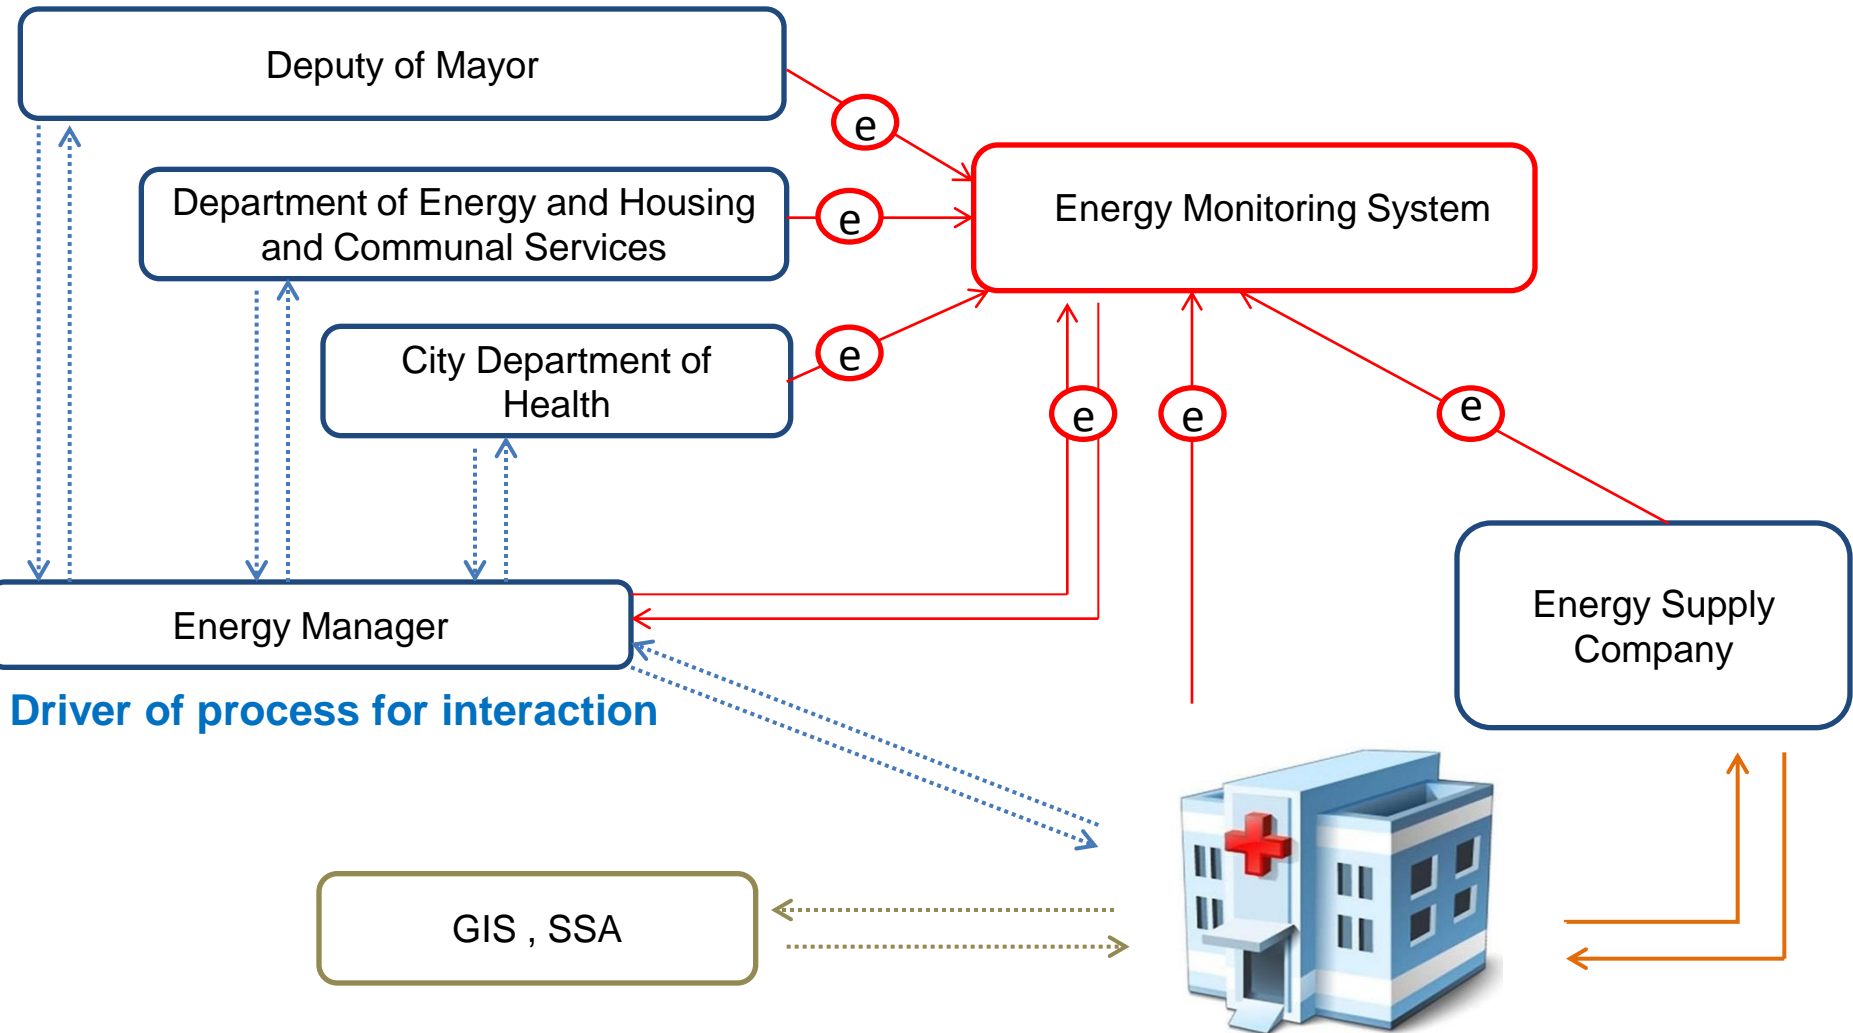 Deputy of Mayor
e
Department of Energy and Housing
and Communal Services
e
Energy Monitoring System
City Department of
Health
e
e
e
e
Energy Manager
Energy Supply
Company
Driver of process for interaction
GIS , SSA